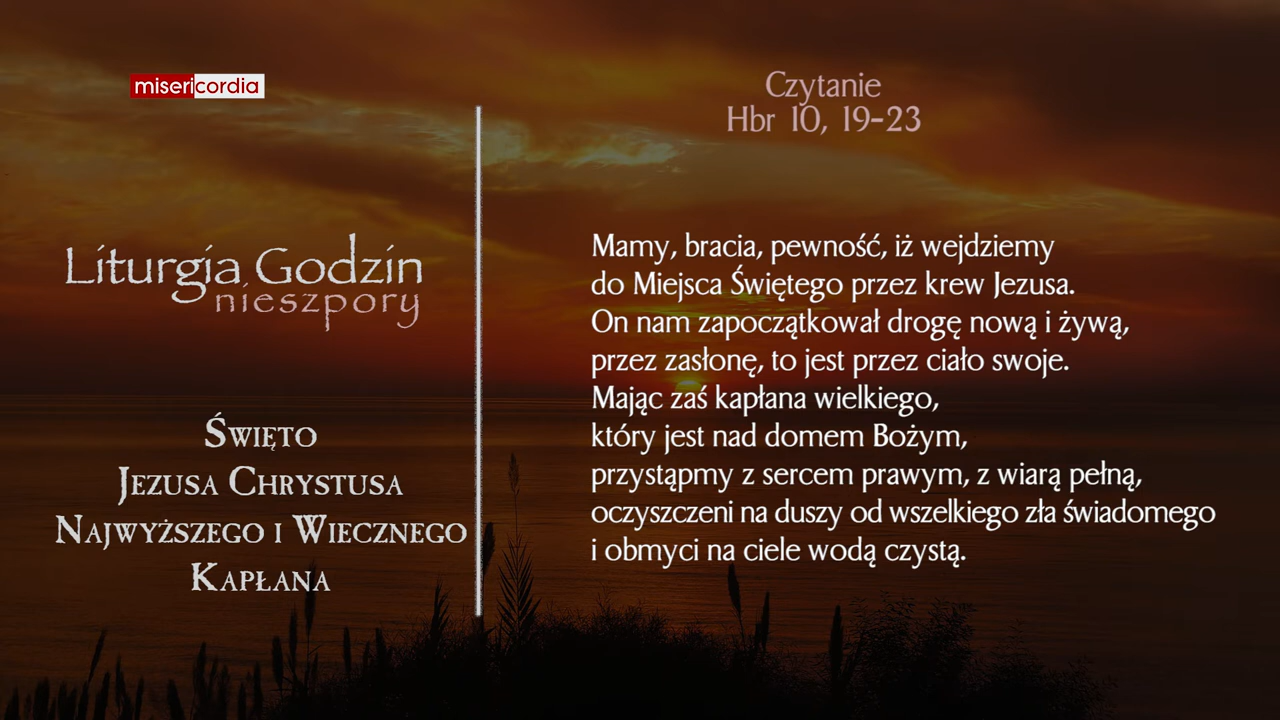 misericordia
Liturgia Godzin
nieszpory
Święto
Jezusa Chrystusa
Najwyższego i Wiecznego
Kapłana
Czytanie
Hbr 10, 19-23
Mamy, bracia, pewność, iż wejdziemy
do Miejsca Świętego przez krew Jezusa.
On nam zapoczątkował drogę nową i żywą,
przez zasłonę, to jest przez ciało swoje.
Mając zaś kapłana wielkiego,
który jest nad domem Bożym,
przystąpmy z sercem prawym, z wiarą pełną,
oczyszczeni na duszy od wszelkiego zła świadomego
i obmyci na ciele wodą czystą.